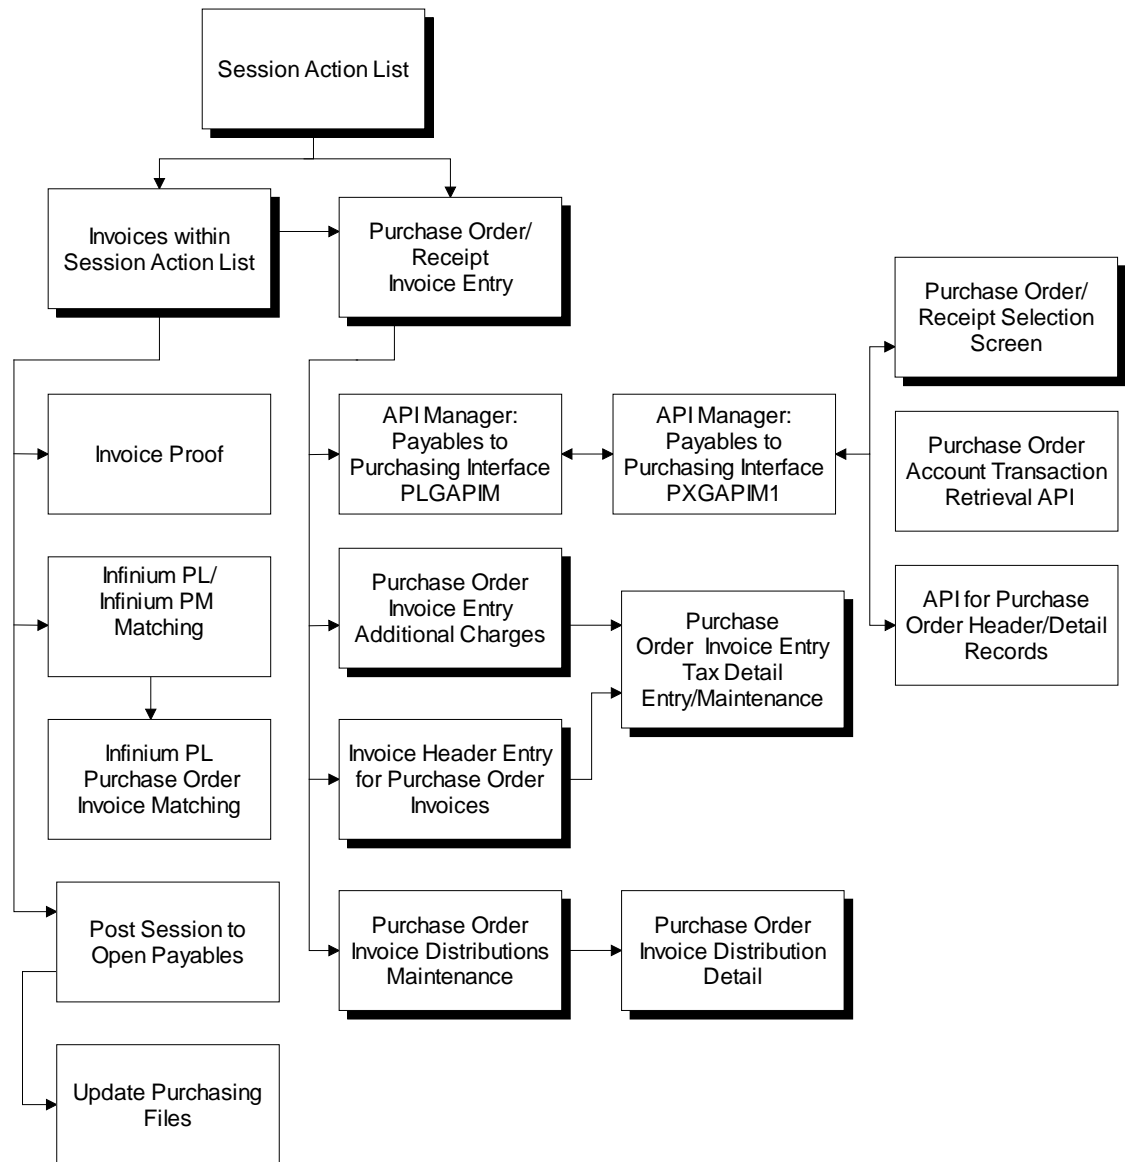 Session Action List
Invoices within
Session Action List
Purchase Order/
Receipt
Invoice Entry
Purchase Order/
Receipt Selection
Screen
Invoice Proof
API Manager:
Payables to
Purchasing Interface
PLGAPIM
API Manager:
Payables to
Purchasing Interface
PXGAPIM1
Purchase Order
Account Transaction
Retrieval API
Infinium PL/
Infinium PM
Matching
Purchase Order
Invoice Entry
Additional Charges
Purchase
Order Invoice Entry
Tax Detail
Entry/Maintenance
API for Purchase
Order Header/Detail
Records
Infinium PL
Purchase Order
Invoice Matching
Invoice Header Entry
for Purchase Order
Invoices
Post Session to
Open Payables
Purchase Order
Invoice Distributions
Maintenance
Purchase Order
Invoice Distribution
Detail
Update Purchasing
Files